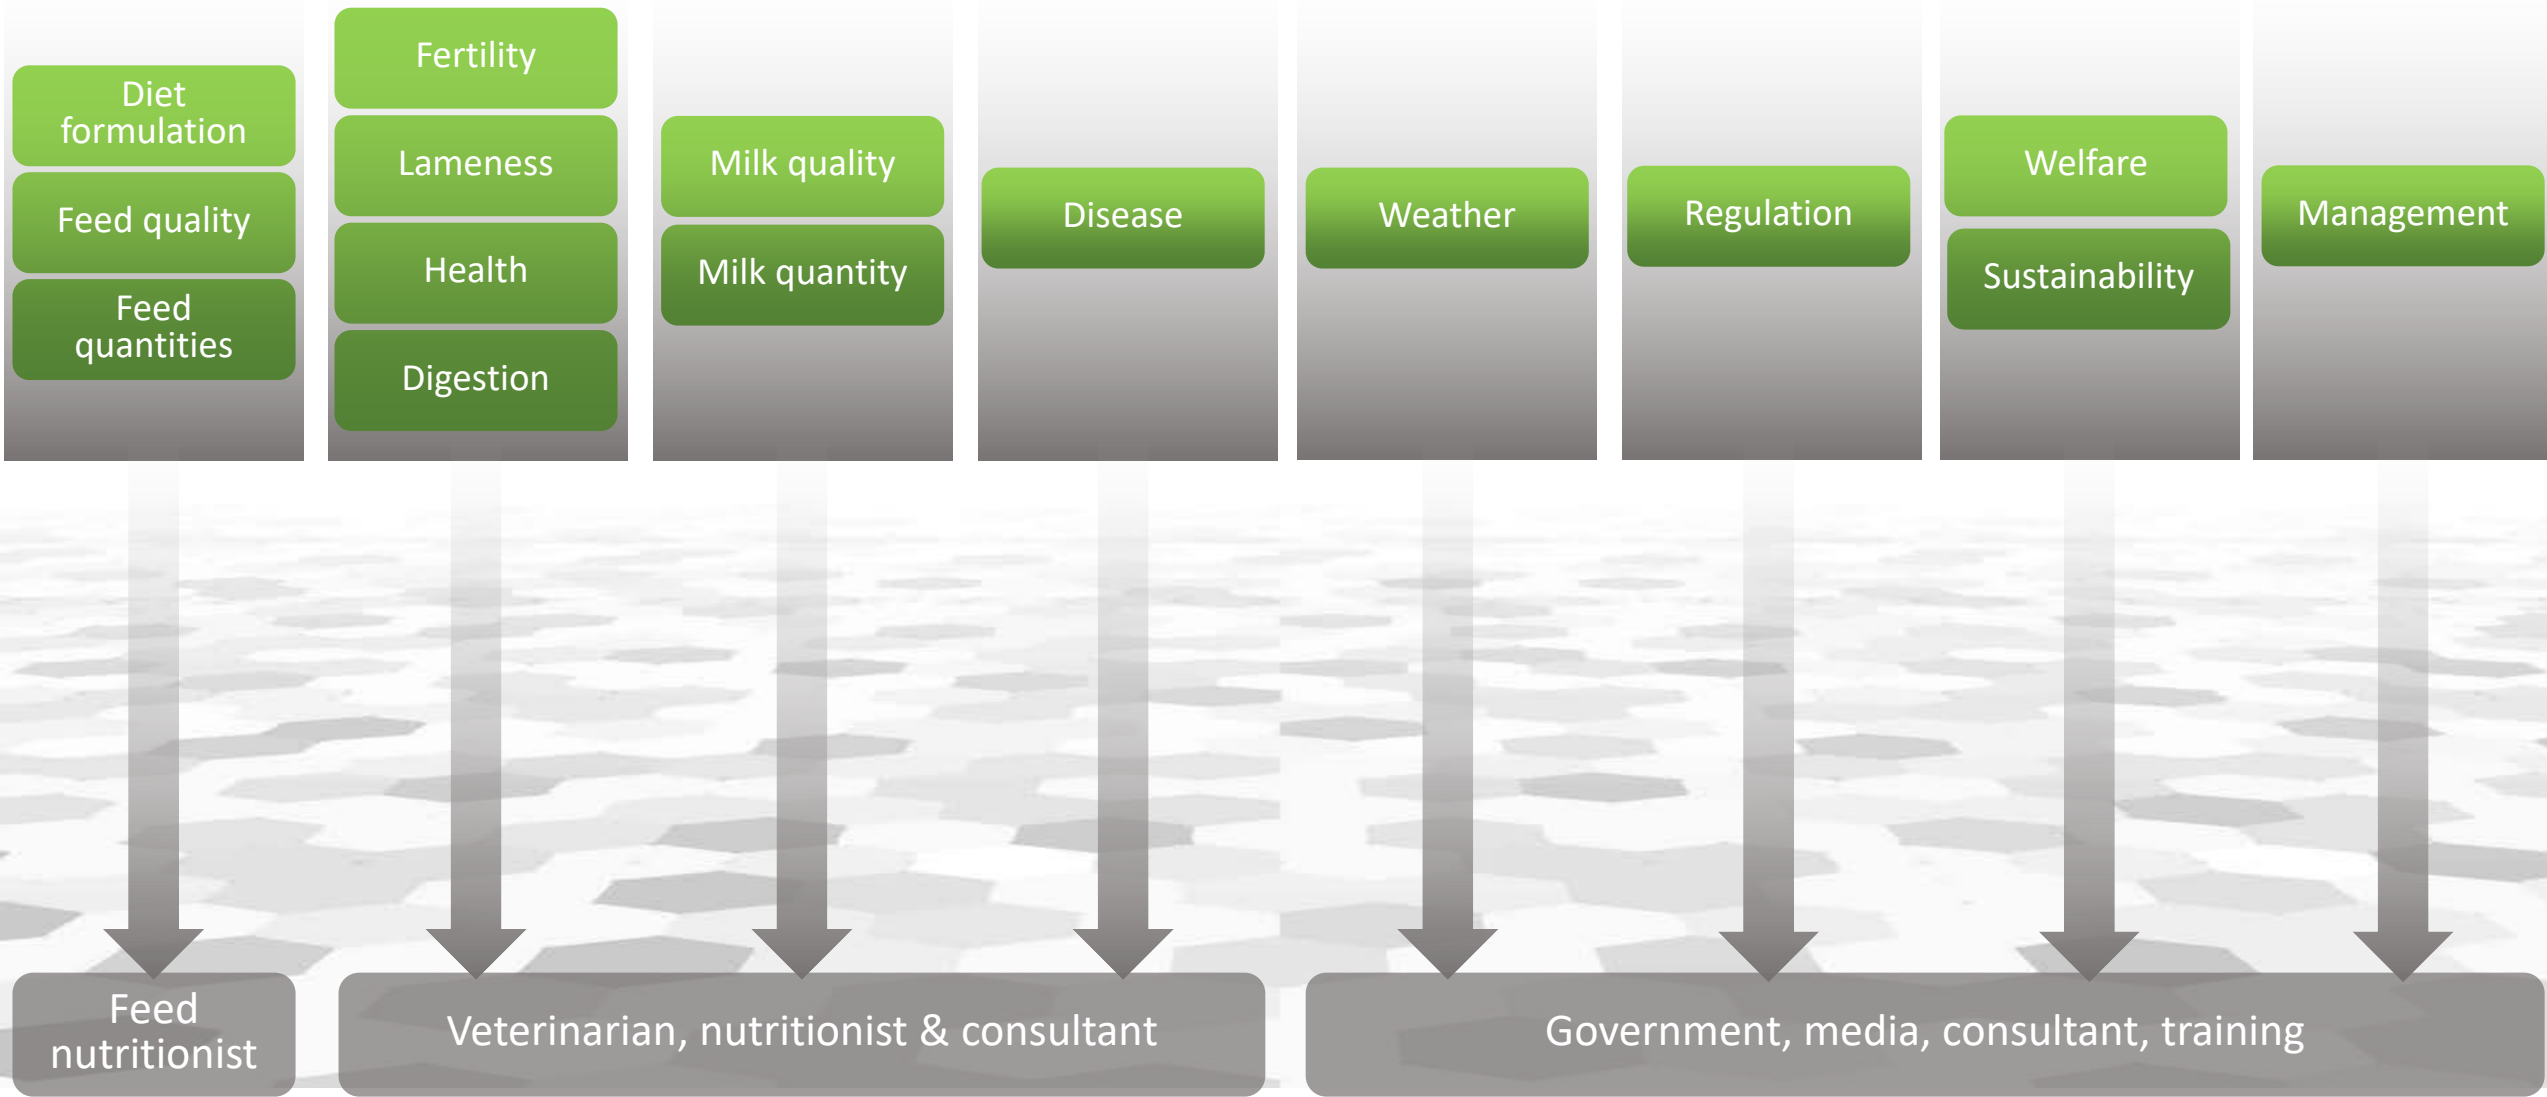 Diet
formulation
Feed quality
Feed
quantities
Fertility
Lameness
Health
Digestion
Milk quality
Milk quantity
Disease
Weather
Regulation
Welfare
Sustainability
Management
Feed
nutritionist
Veterinarian, nutritionist & consultant
Government, media, consultant, training